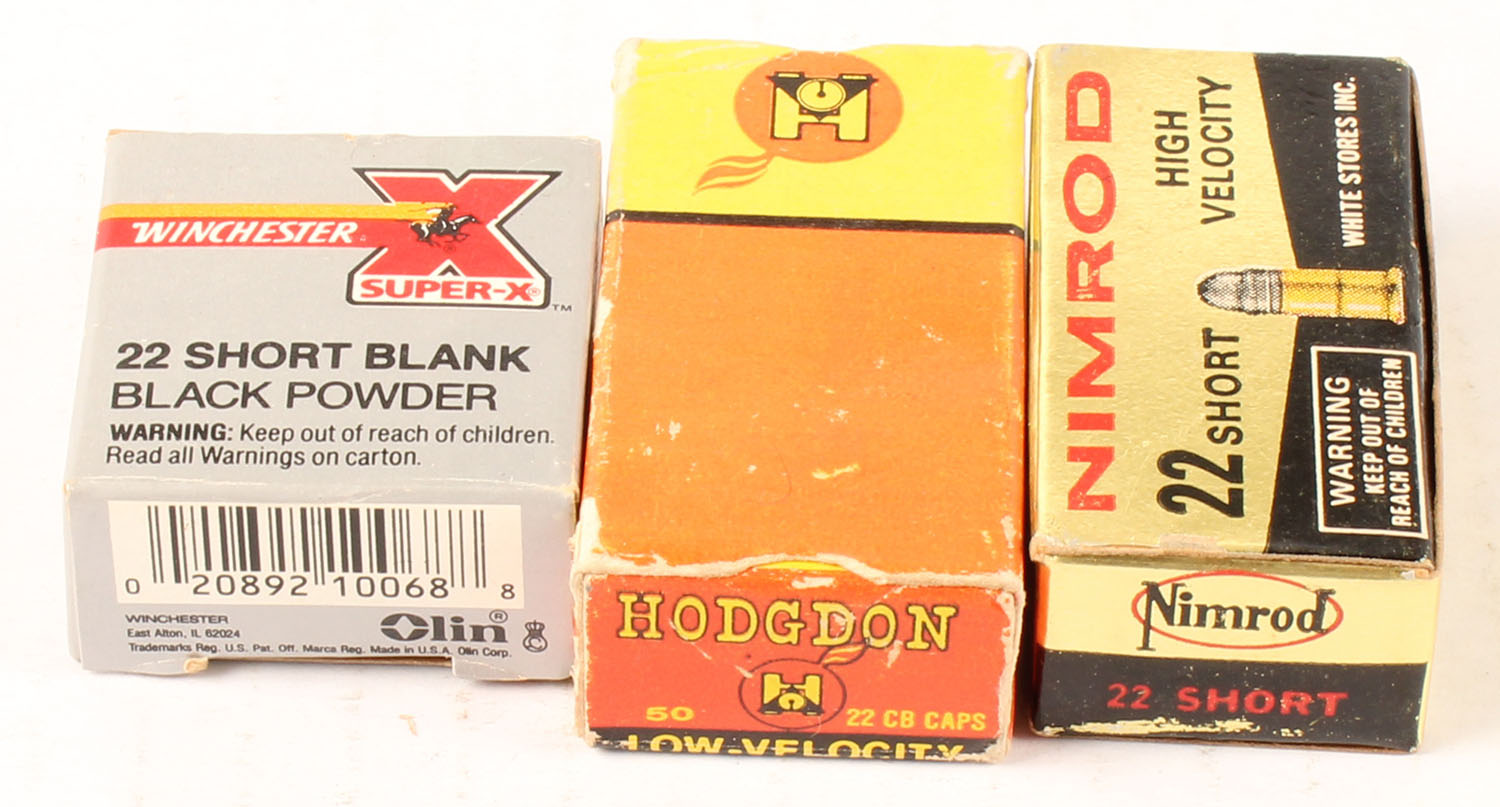 WINCHESTER
X
SUPER-X®™
22 SHORT BLANK
BLACK POWDER
WARNING: Keep out of reach of children.
Read all Warnings on carton.
0 20892 10068 8
WINCHESTER
East Alton, IL 62024
Trademarks Reg. U.S. Pat. Off. Marca Reg. Made in U.S.A. Olin Corp.
Olin®
H
HODGDON
H
50
22 CB CAPS
LOW-VELOCITY
NIMROD
HIGH
VELOCITY
22 SHORT
WHITE STORES INC.
WARNING
KEEP OUT OF
REACH OF CHILDREN
Nimrod
22 SHORT